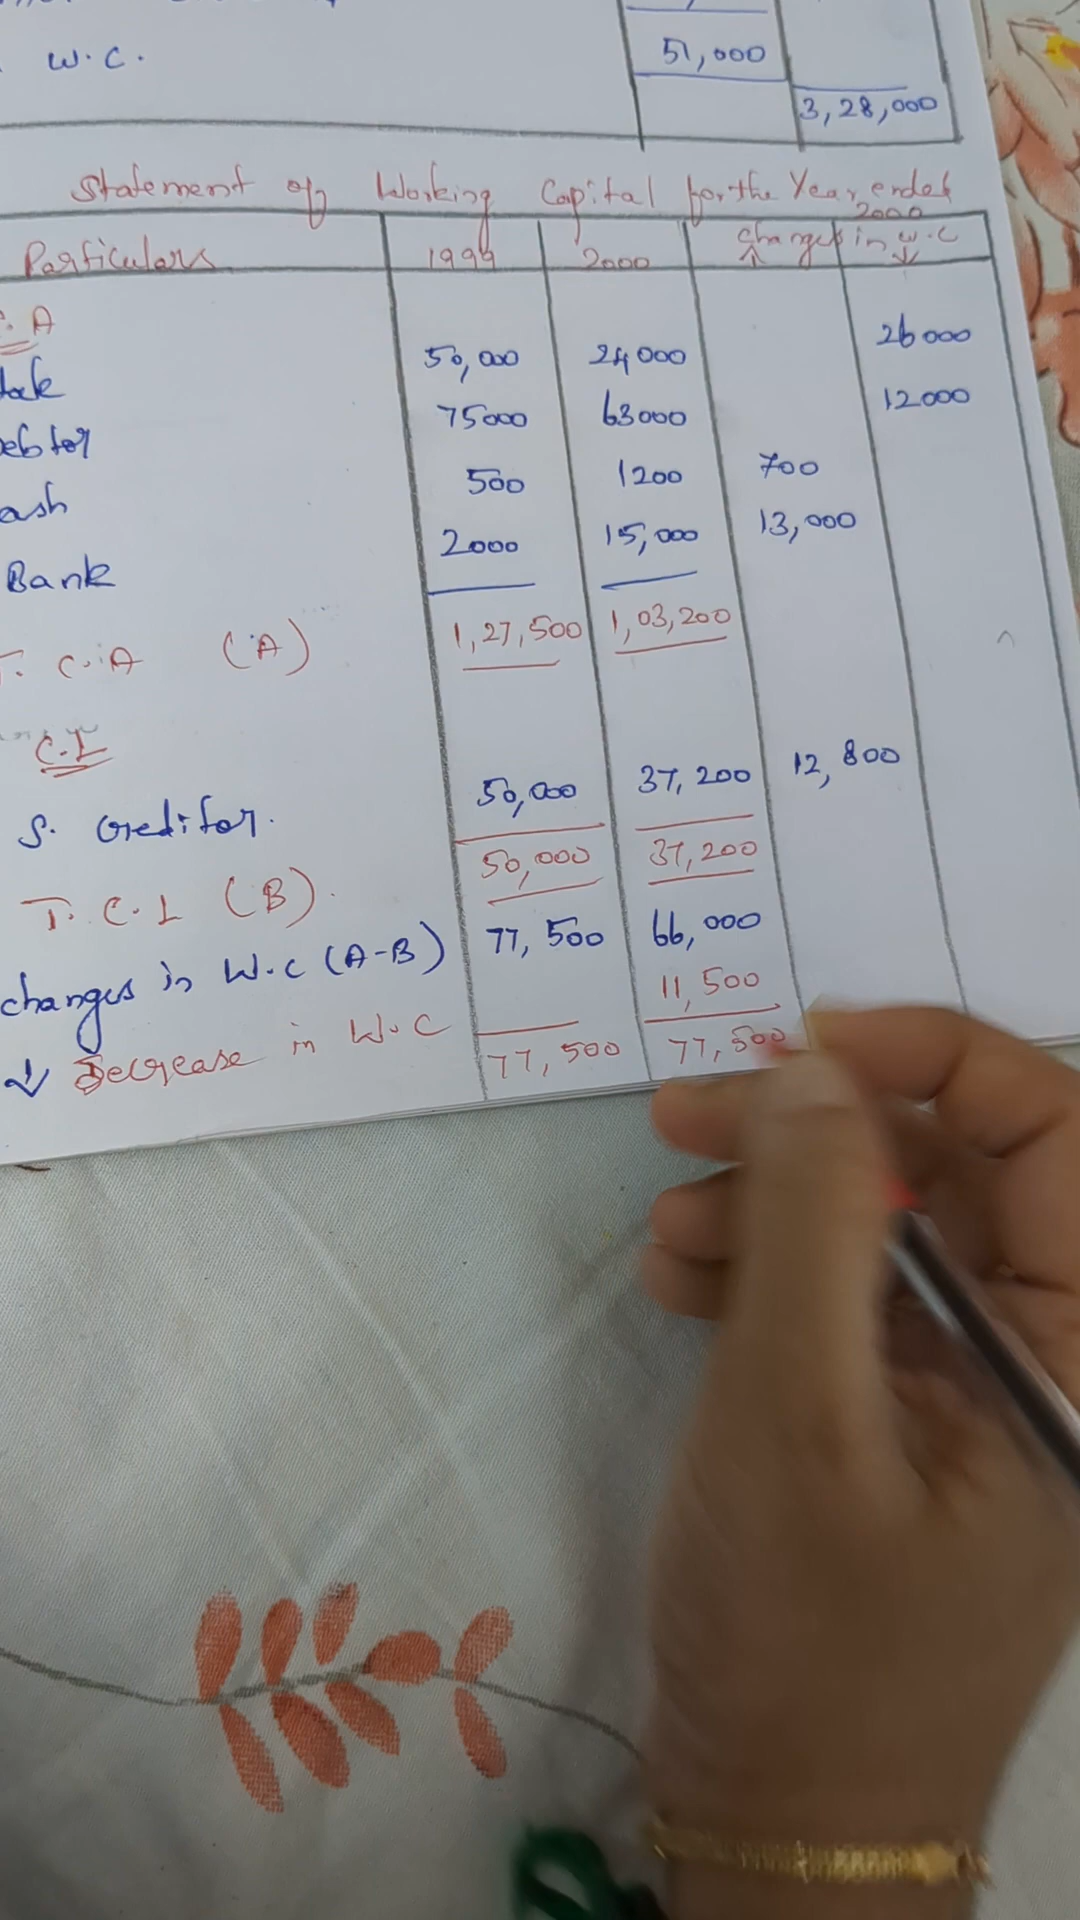 W.C. 51,000
3,28,000
Statement of Working Capital for the Year ended 2000
Particulars 1999 2000 changes in w.c
↑ ↓
A
50,000 24000 26000
75000 63000 12000
500 1200 700
Bank 2000 15,000 13,000
T. C.A (A) 1,27,500 1,03,200
C.L
S. Creditor. 50,000 37,200 12,800
T. C.L (B). 50,000 37,200
changes in W.C (A-B) 77,500 66,000
↓ Decrease in W.C 11,500
77,500 77,500